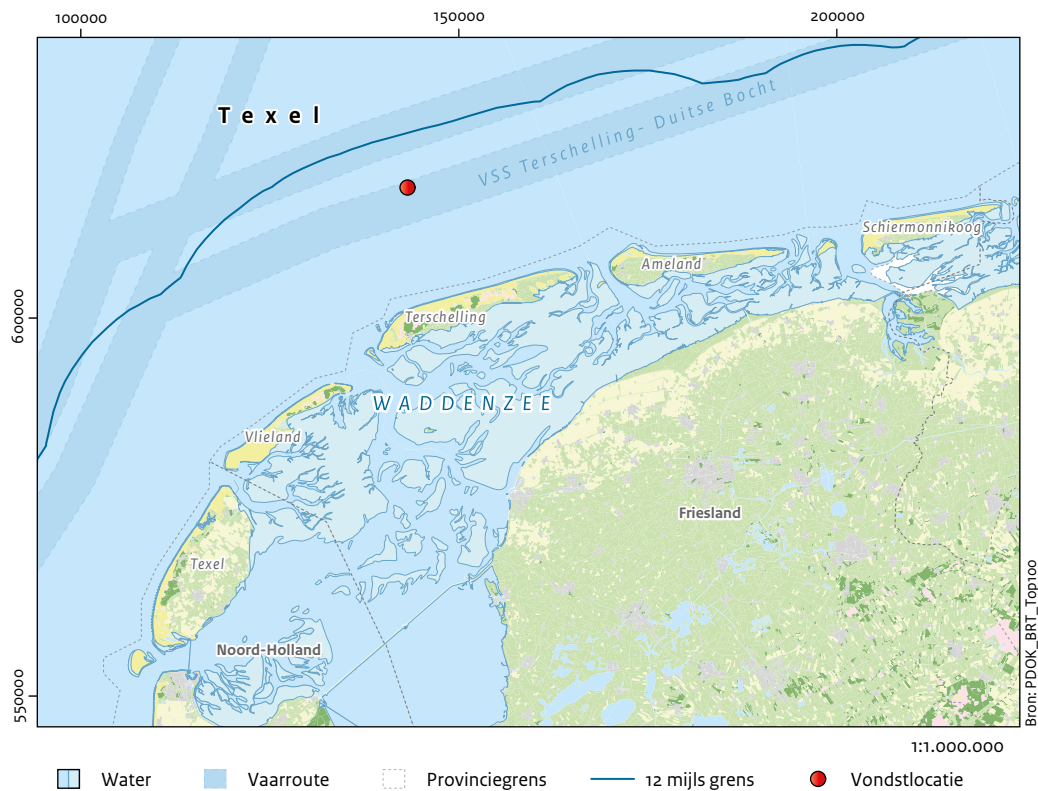 100000 150000 200000
Texel
VSS Terschelling- Duitse Bocht
Schiermonnikoog
Ameland
600000
Terschelling
WADDENZEE
Vlieland
Friesland
Texel
Noord-Holland
550000
Bron: PDOK_BRT_Top100
1:1.000.000
Water Vaarroute Provinciegrens 12 mijls grens Vondstlocatie